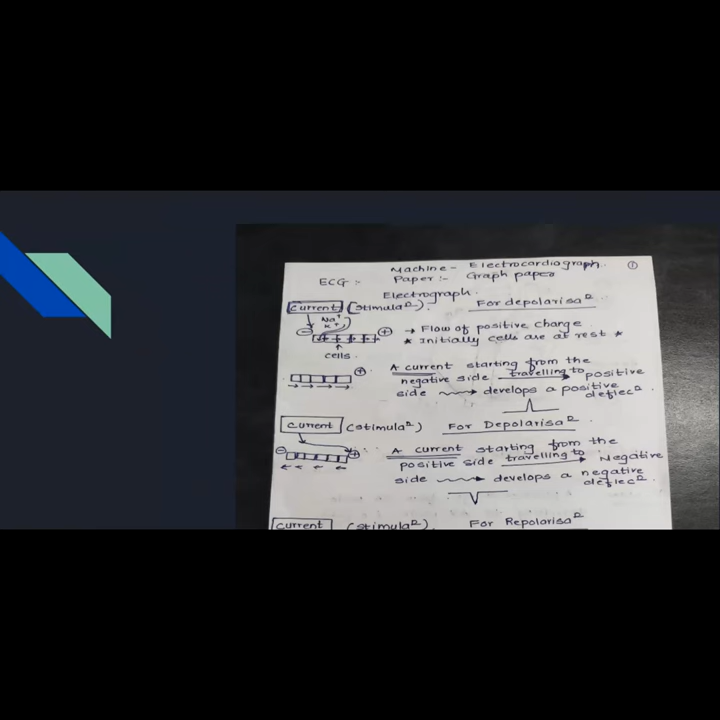 Machine - Electrocardiograph. 1
ECG :- Paper :- Graph paper
Electrograph.
Current (stimulaⁿ). For depolarisaⁿ
Na⁺
K⁺
- + → Flow of positive charge
* Initially cells are at rest *
cells
A current starting from the
+ negative side travelling to positive
side develops a positive
deflecⁿ.
Current (stimulaⁿ) For Depolarisaⁿ
A current starting from the
- + positive side travelling to Negative
side develops a negative
deflecⁿ
Current (stimulaⁿ). For Repolarisaⁿ